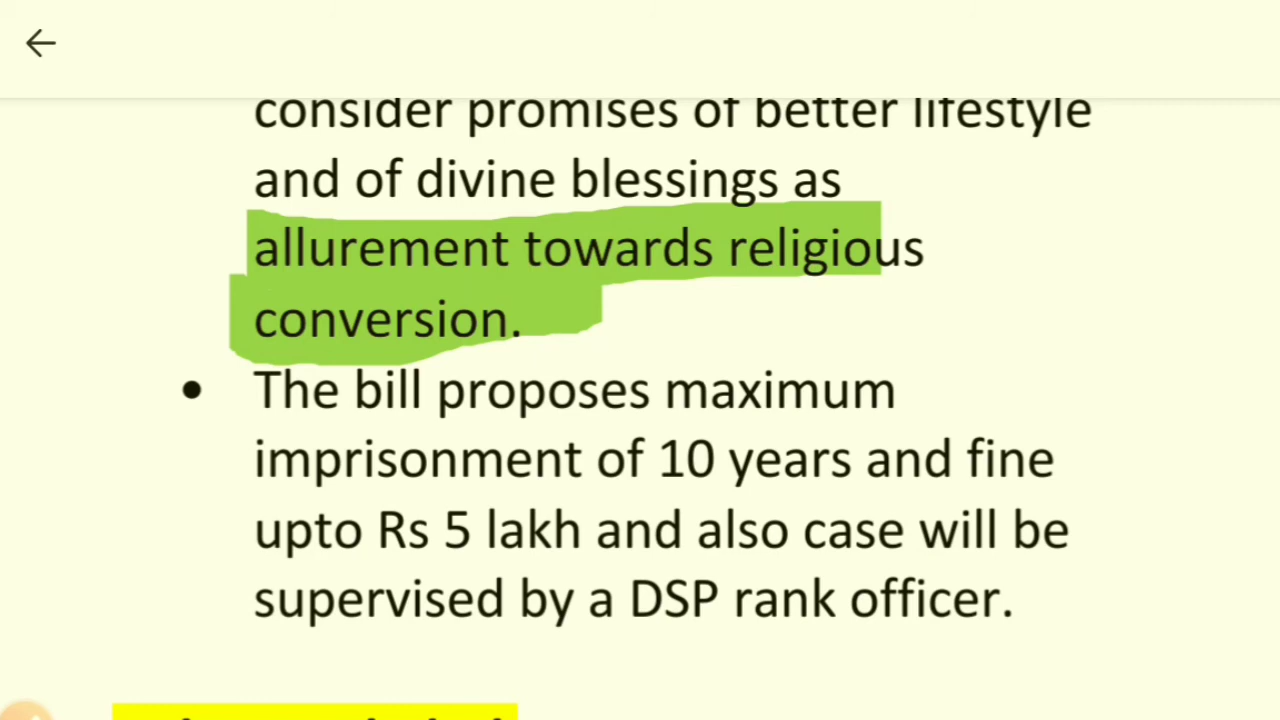 consider promises of better lifestyle
and of divine blessings as
allurement towards religious
conversion.
• The bill proposes maximum
imprisonment of 10 years and fine
upto Rs 5 lakh and also case will be
supervised by a DSP rank officer.